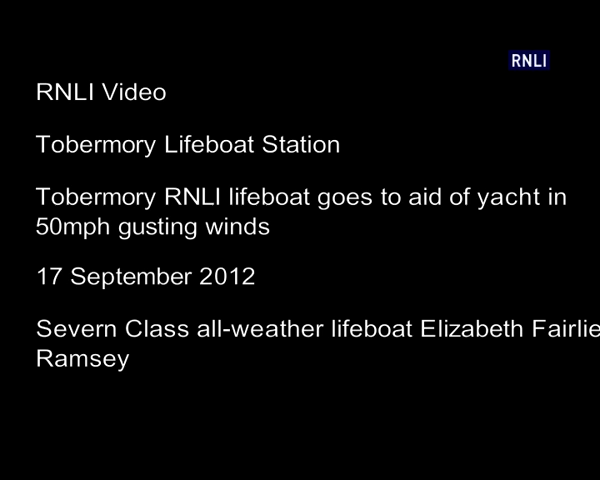 RNLI
RNLI Video
Tobermory Lifeboat Station
Tobermory RNLI lifeboat goes to aid of yacht in
50mph gusting winds
17 September 2012
Severn Class all-weather lifeboat Elizabeth Fairlie
Ramsey